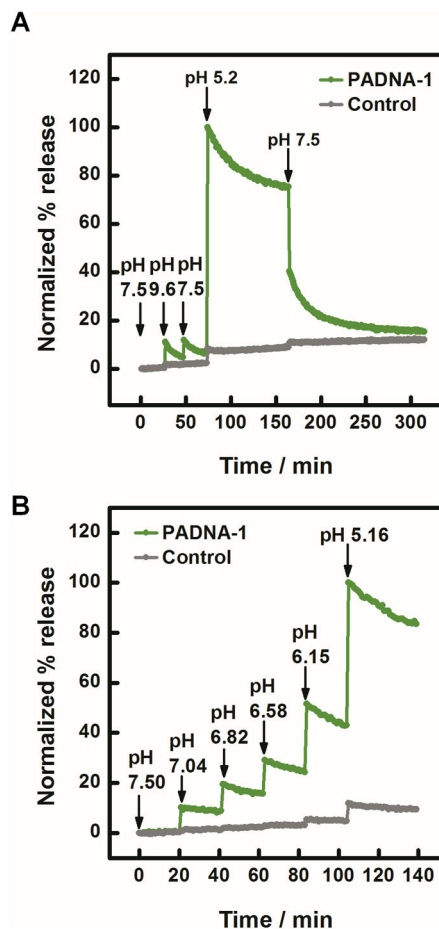 A
pH 5.2
PADNA-1
Control
pH 7.5
pH pH pH
7.5 9.6 7.5
Normalized % release
120
100
80
60
40
20
0
0 50 100 150 200 250 300
Time / min
B
PADNA-1
Control
pH 5.16
pH
6.15
pH
6.58
pH
6.82
pH
7.04
pH
7.50
Normalized % release
120
100
80
60
40
20
0
0 20 40 60 80 100 120 140
Time / min